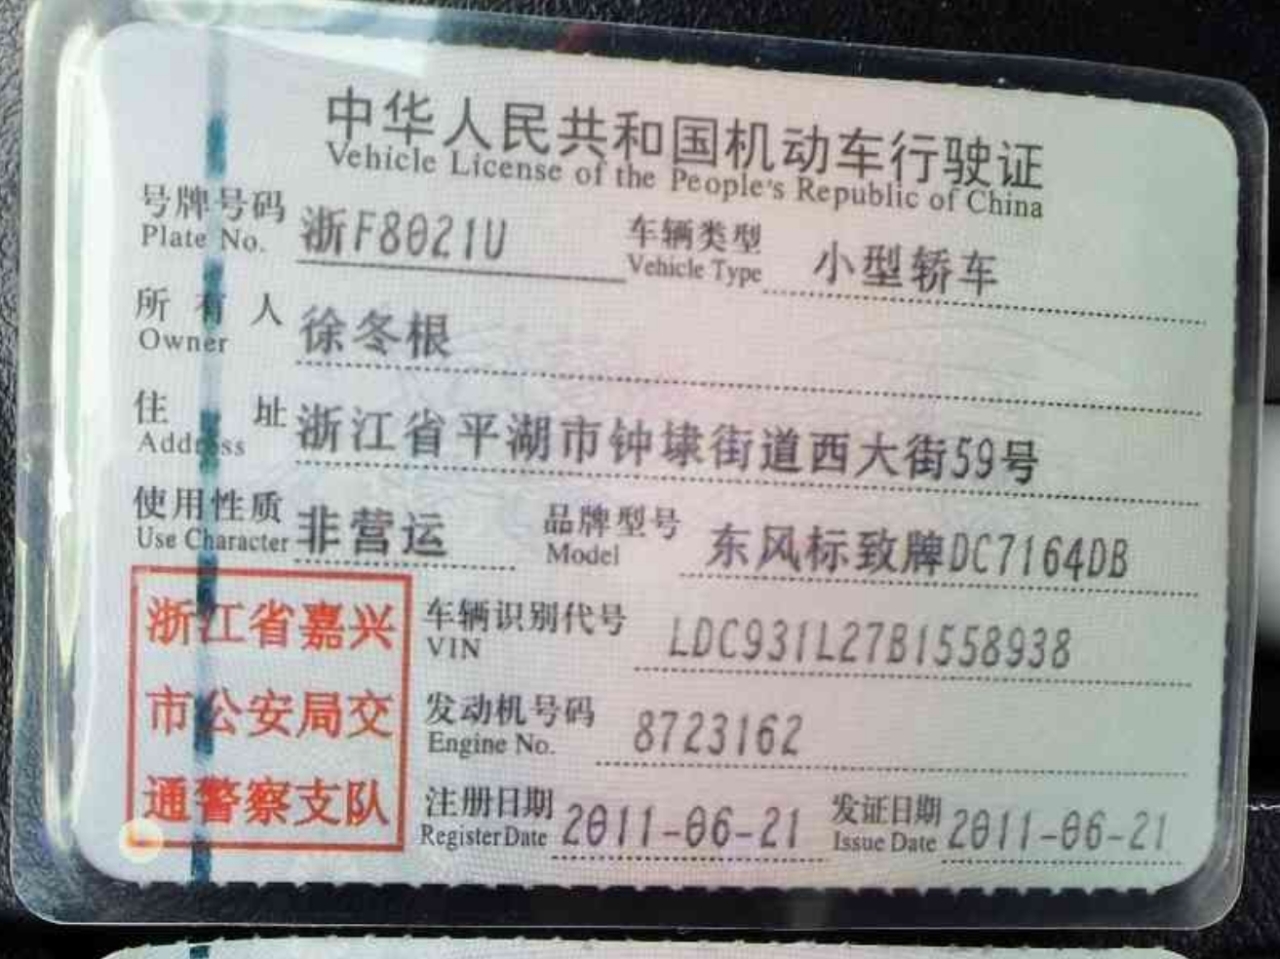 中华人民共和国机动车行驶证
Vehicle License of the People's Republic of China
号牌号码 浙F8021U 车辆类型 小型轿车
Plate No. Vehicle Type
所有人 徐冬根
Owner
住址 浙江省平湖市钟埭街道西大街59号
Address
使用性质 非营运 品牌型号 东风标致牌DC7164DB
Use Character Model
浙江省嘉兴
市公安局交
通警察支队
车辆识别代号 LDC931L27B1558938
VIN
发动机号码 8723162
Engine No.
注册日期 2011-06-21 发证日期 2011-06-21
Register Date Issue Date